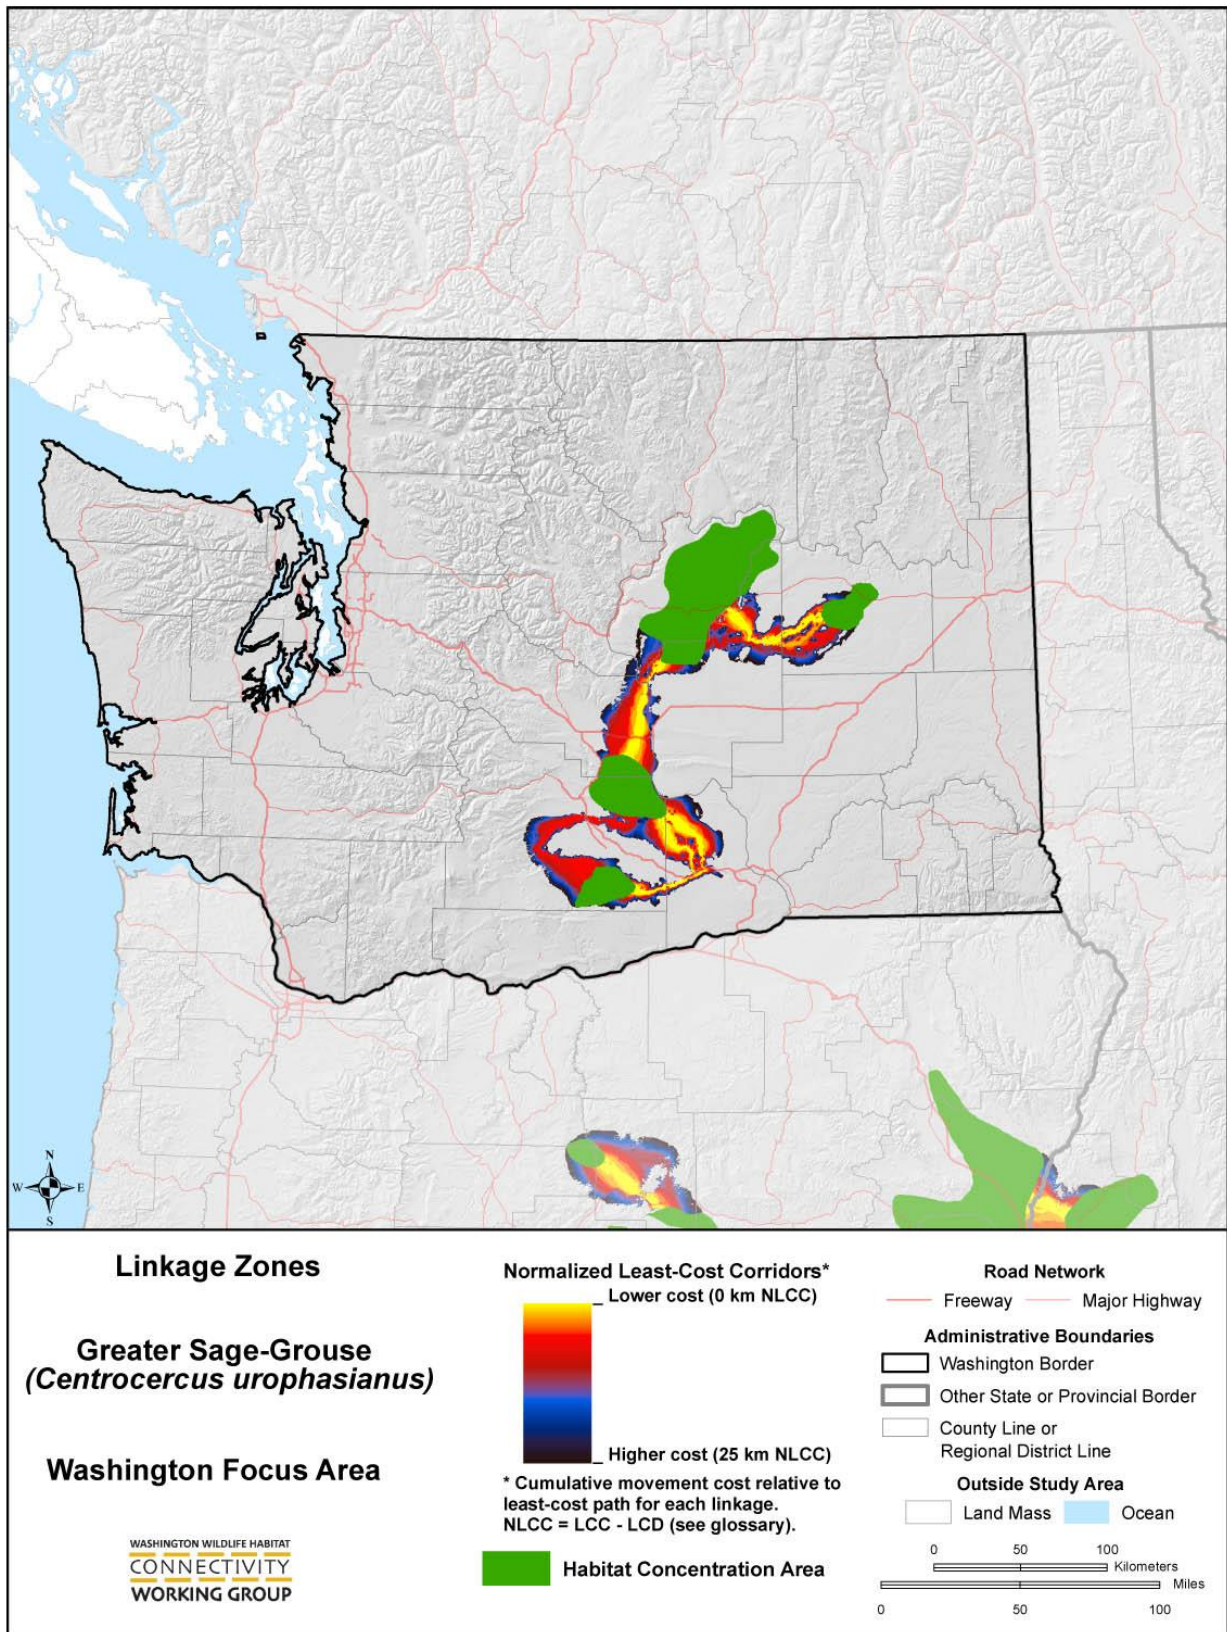 N
W E
S
Linkage Zones
Greater Sage-Grouse
(Centrocercus urophasianus)
Washington Focus Area
WASHINGTON WILDLIFE HABITAT
CONNECTIVITY
WORKING GROUP
Normalized Least-Cost Corridors*
_ Lower cost (0 km NLCC)
_ Higher cost (25 km NLCC)
* Cumulative movement cost relative to
least-cost path for each linkage.
NLCC = LCC - LCD (see glossary).
Habitat Concentration Area
Road Network
Freeway Major Highway
Administrative Boundaries
Washington Border
Other State or Provincial Border
County Line or
Regional District Line
Outside Study Area
Land Mass Ocean
0 50 100
Kilometers
Miles
0 50 100